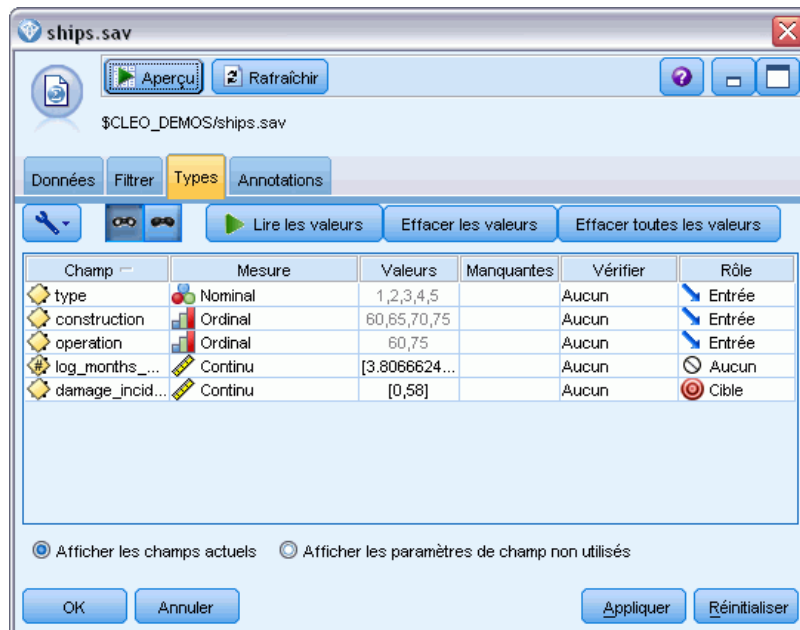 ships.sav
Aperçu Rafraîchir
$CLEO_DEMOS/ships.sav
Données Filtrer Types Annotations
Lire les valeurs Effacer les valeurs Effacer toutes les valeurs
Champ Mesure Valeurs Manquantes Vérifier Rôle
type Nominal 1,2,3,4,5 Aucun Entrée
construction Ordinal 60,65,70,75 Aucun Entrée
operation Ordinal 60,75 Aucun Entrée
log_months_... Continu [3.8066624... Aucun Aucun
damage_incid... Continu [0,58] Aucun Cible
Afficher les champs actuels Afficher les paramètres de champ non utilisés
OK Annuler Appliquer Réinitialiser